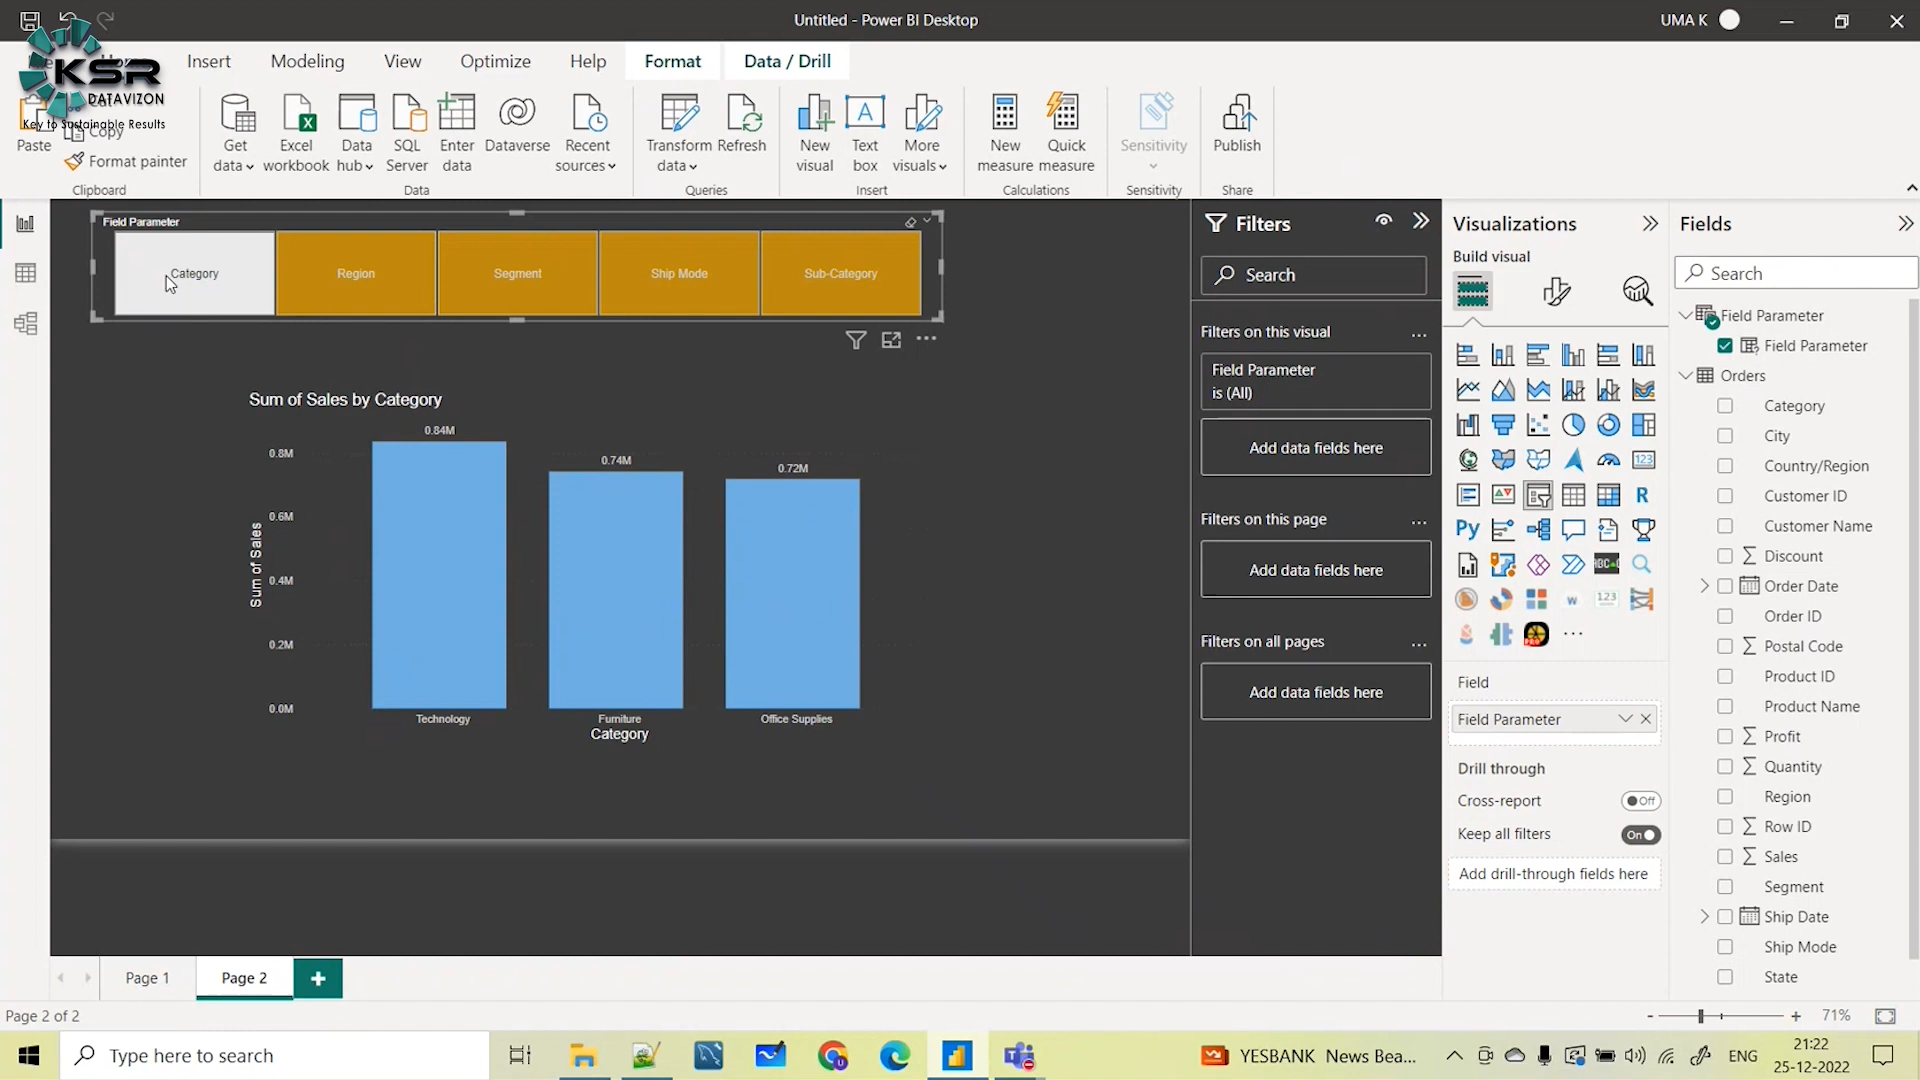 Untitled - Power BI Desktop
UMA K
KSR
DATAVIZON
Key to Sustainable Results
Insert
Modeling
View
Optimize
Help
Format
Data / Drill
Paste
Copy
Format painter
Clipboard
Get data
Excel workbook
Data hub
SQL Server
Enter data
Dataverse
Recent sources
Data
Transform data
Refresh
Queries
New visual
Text box
More visuals
Insert
New measure
Quick measure
Calculations
Sensitivity
Sensitivity
Publish
Share
Field Parameter
Category
Region
Segment
Ship Mode
Sub-Category
Sum of Sales by Category
0.84M
0.74M
0.72M
0.8M
0.6M
0.4M
0.2M
0.0M
Sum of Sales
Technology
Furniture
Office Supplies
Category
Filters
Search
Filters on this visual
Field Parameter
is (All)
Add data fields here
Filters on this page
Add data fields here
Filters on all pages
Add data fields here
Visualizations
Build visual
123
R
Py
123
Field
Field Parameter
Drill through
Cross-report
Off
Keep all filters
On
Add drill-through fields here
Fields
Search
Field Parameter
Field Parameter
Orders
Category
City
Country/Region
Customer ID
Customer Name
Discount
Order Date
Order ID
Postal Code
Product ID
Product Name
Profit
Quantity
Region
Row ID
Sales
Segment
Ship Date
Ship Mode
State
Page 1
Page 2
Page 2 of 2
71%
Type here to search
YESBANK News Bea...
ENG
21:22
25-12-2022